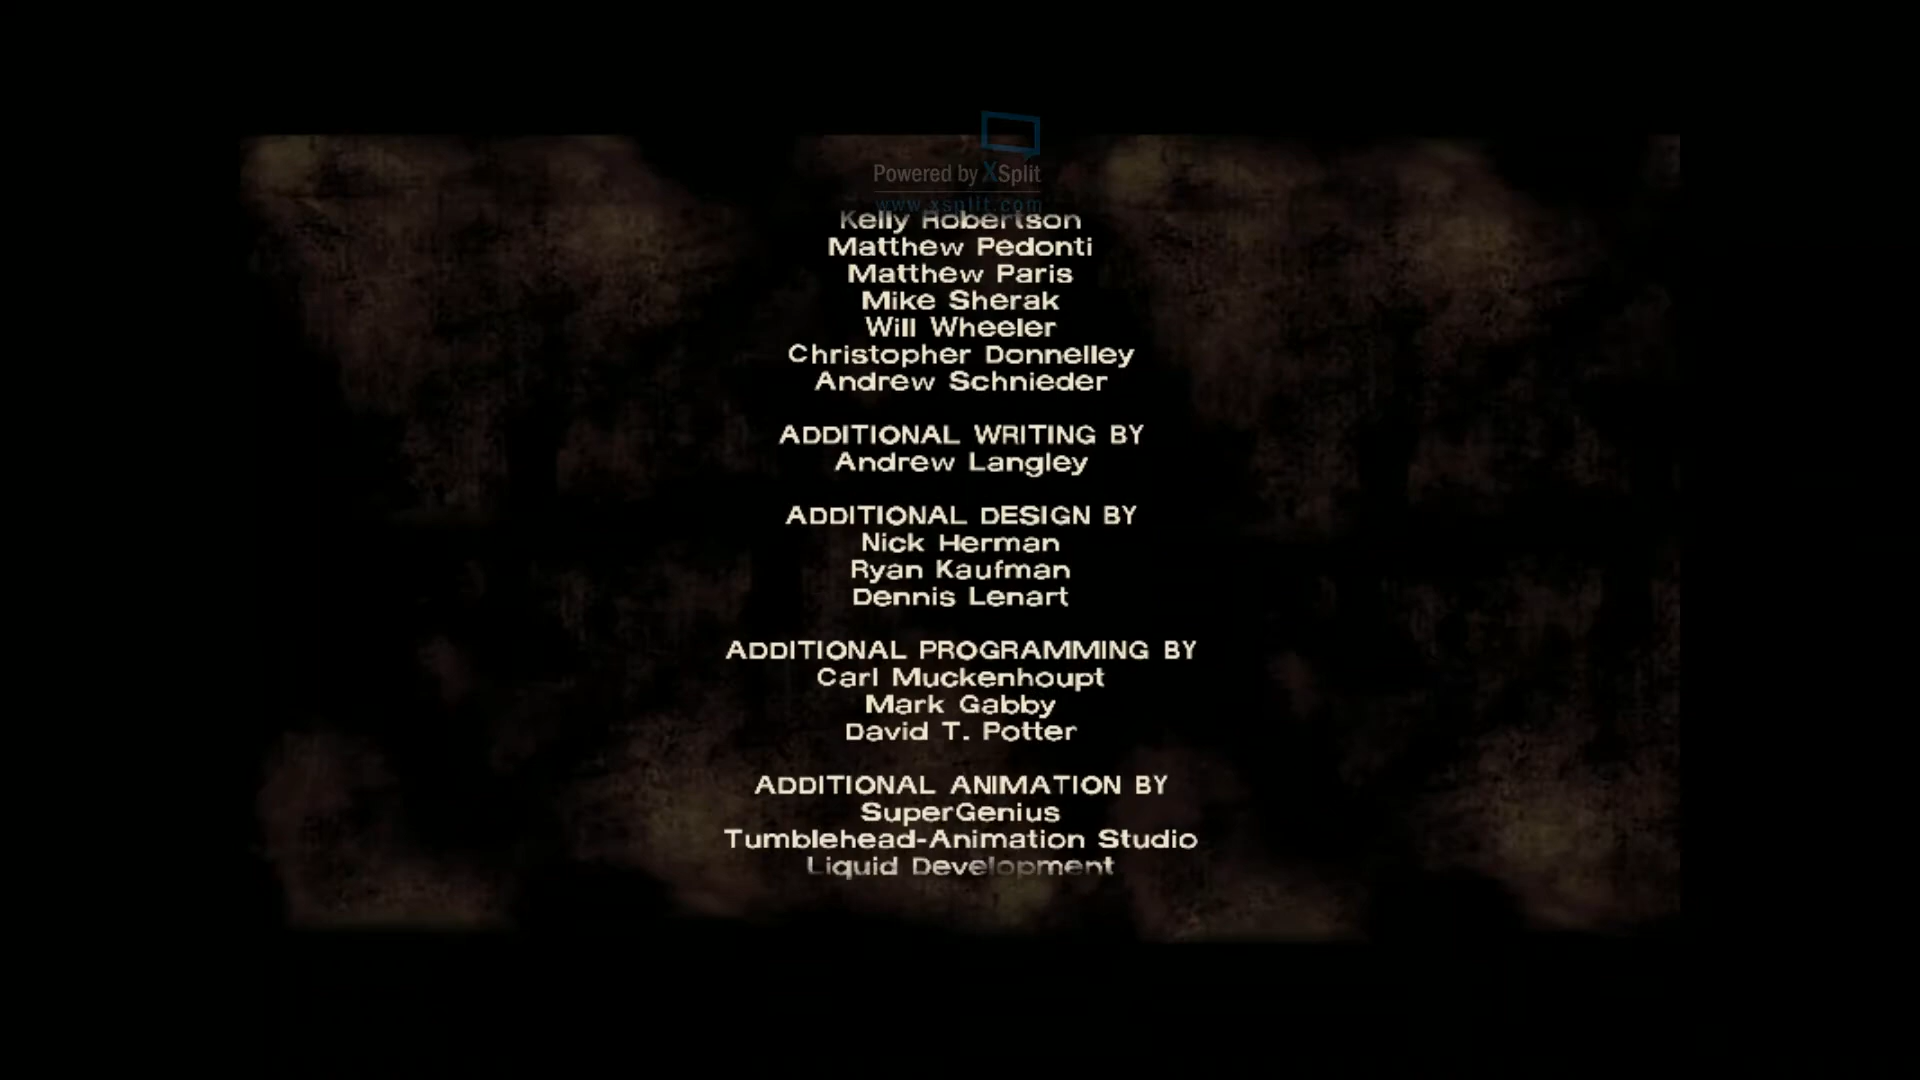 Powered by XSplit
www.xsplit.com
Kelly Robertson
Matthew Pedonti
Matthew Paris
Mike Sherak
Will Wheeler
Christopher Donnelley
Andrew Schnieder
ADDITIONAL WRITING BY
Andrew Langley
ADDITIONAL DESIGN BY
Nick Herman
Ryan Kaufman
Dennis Lenart
ADDITIONAL PROGRAMMING BY
Carl Muckenhoupt
Mark Gabby
David T. Potter
ADDITIONAL ANIMATION BY
SuperGenius
Tumblehead-Animation Studio
Liquid Development